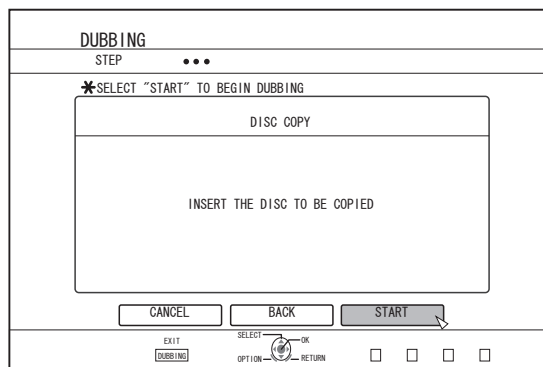 DUBBING
STEP
*SELECT "START" TO BEGIN DUBBING
DISC COPY
INSERT THE DISC TO BE COPIED
CANCEL BACK START
EXIT
DUBBING
SELECT OK
OPTION RETURN